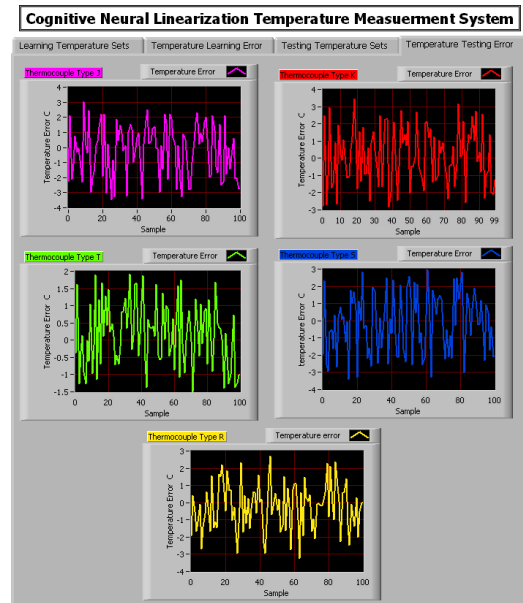 Cognitive Neural Linearization Temperature Measuerment System
Learning Temperature Sets Temperature Learning Error Testing Temperature Sets Temperature Testing Error
Thermocouple Type J Temperature Error
Temperature Error C
4
3
2
1
0
-1
-2
-3
-4
0 20 40 60 80 100
Sample
Thermocouple Type K Temperature Error
Temperature Error C
4
3
2
1
0
-1
-2
-3
0 10 20 30 40 50 60 70 80 90 99
Sample
Thermocouple Type T Temperature Error
Temperature Error C
2
1.5
1
0.5
0
-0.5
-1
-1.5
0 20 40 60 80 100
Sample
Thermocouple Type S Temperature Error
temperature Error C
3
2
1
0
-1
-2
-3
-4
0 20 40 60 80 100
Sample
Thermocouple Type R Temperature error
Temperature Error C
3
2
1
0
-1
-2
-3
-4
0 20 40 60 80 100
Sample